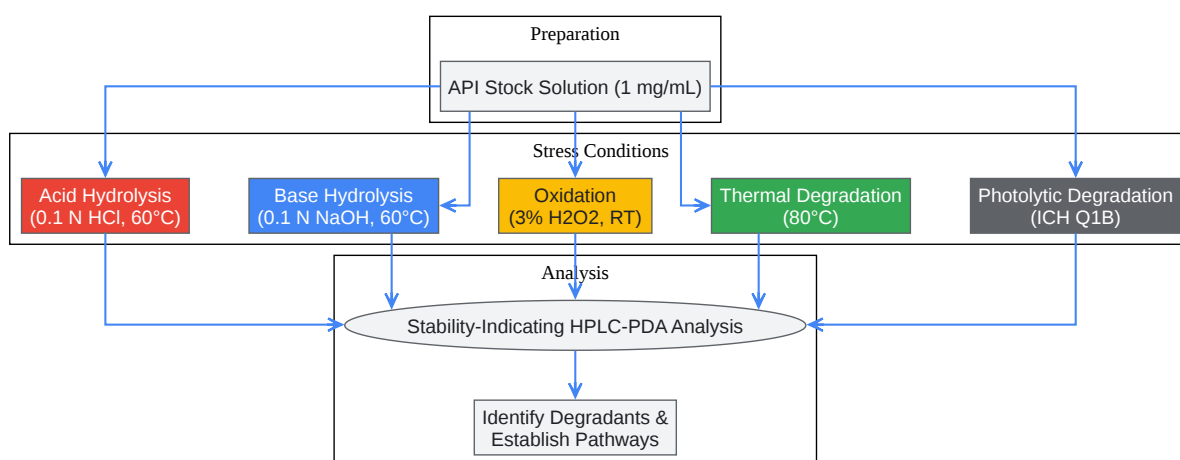 Preparation
API Stock Solution (1 mg/mL)
Stress Conditions
Acid Hydrolysis
(0.1 N HCl, 60°C)
Base Hydrolysis
(0.1 N NaOH, 60°C)
Oxidation
(3% H2O2, RT)
Thermal Degradation
(80°C)
Photolytic Degradation
(ICH Q1B)
Analysis
Stability-Indicating HPLC-PDA Analysis
Identify Degradants &
Establish Pathways